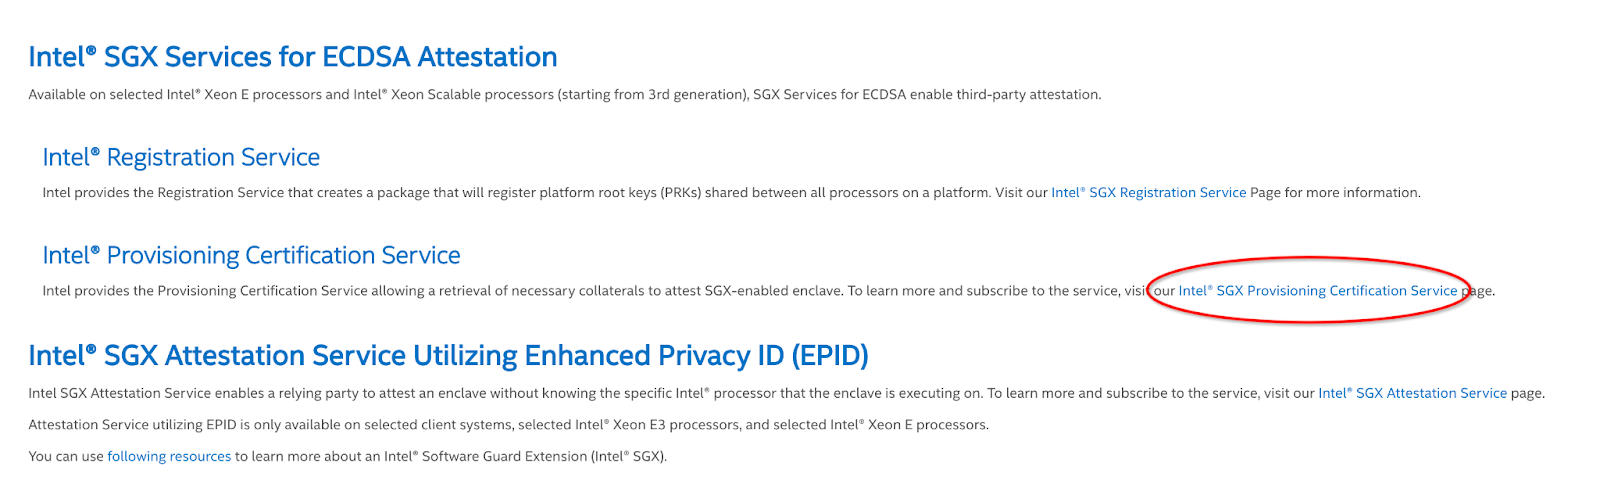 Intel® SGX Services for ECDSA Attestation
Available on selected Intel® Xeon E processors and Intel® Xeon Scalable processors (starting from 3rd generation), SGX Services for ECDSA enable third-party attestation.
Intel® Registration Service
Intel provides the Registration Service that creates a package that will register platform root keys (PRKs) shared between all processors on a platform. Visit our Intel® SGX Registration Service Page for more information.
Intel® Provisioning Certification Service
Intel provides the Provisioning Certification Service allowing a retrieval of necessary collaterals to attest SGX-enabled enclave. To learn more and subscribe to the service, visit our Intel® SGX Provisioning Certification Service page.
Intel® SGX Attestation Service Utilizing Enhanced Privacy ID (EPID)
Intel SGX Attestation Service enables a relying party to attest an enclave without knowing the specific Intel® processor that the enclave is executing on. To learn more and subscribe to the service, visit our Intel® SGX Attestation Service page.
Attestation Service utilizing EPID is only available on selected client systems, selected Intel® Xeon E3 processors, and selected Intel® Xeon E processors.
You can use following resources to learn more about an Intel® Software Guard Extension (Intel® SGX).